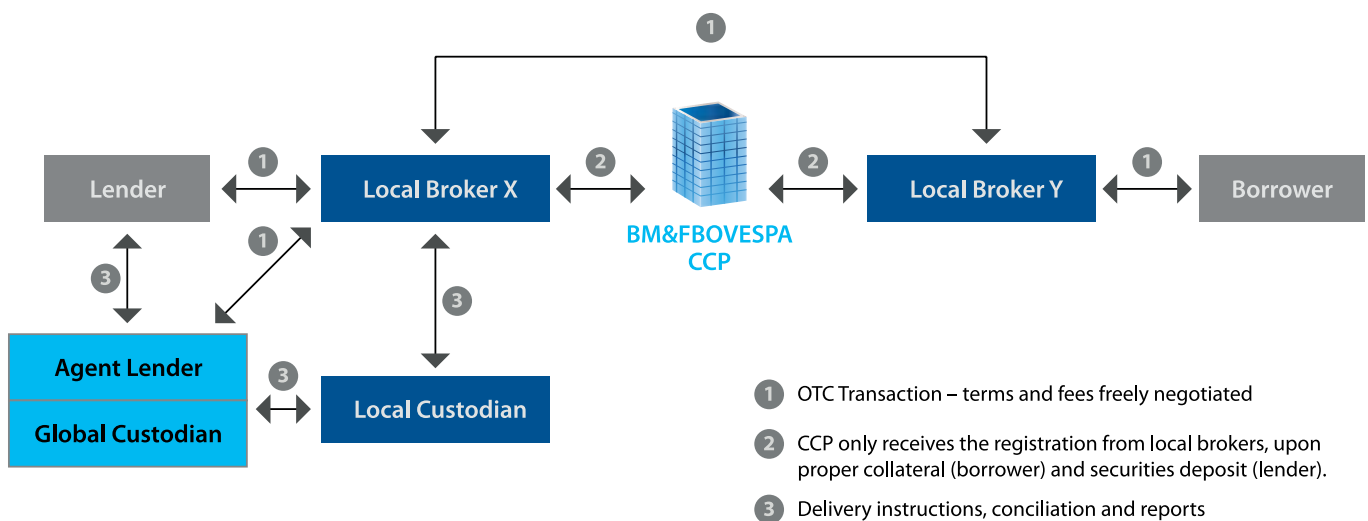 1
Lender
1
Local Broker X
2
2
Local Broker Y
1
Borrower
BM&FBOVESPA
CCP
1
3
3
Agent Lender
Global Custodian
3
Local Custodian
1 OTC Transaction – terms and fees freely negotiated
2 CCP only receives the registration from local brokers, upon
proper collateral (borrower) and securities deposit (lender).
3 Delivery instructions, conciliation and reports